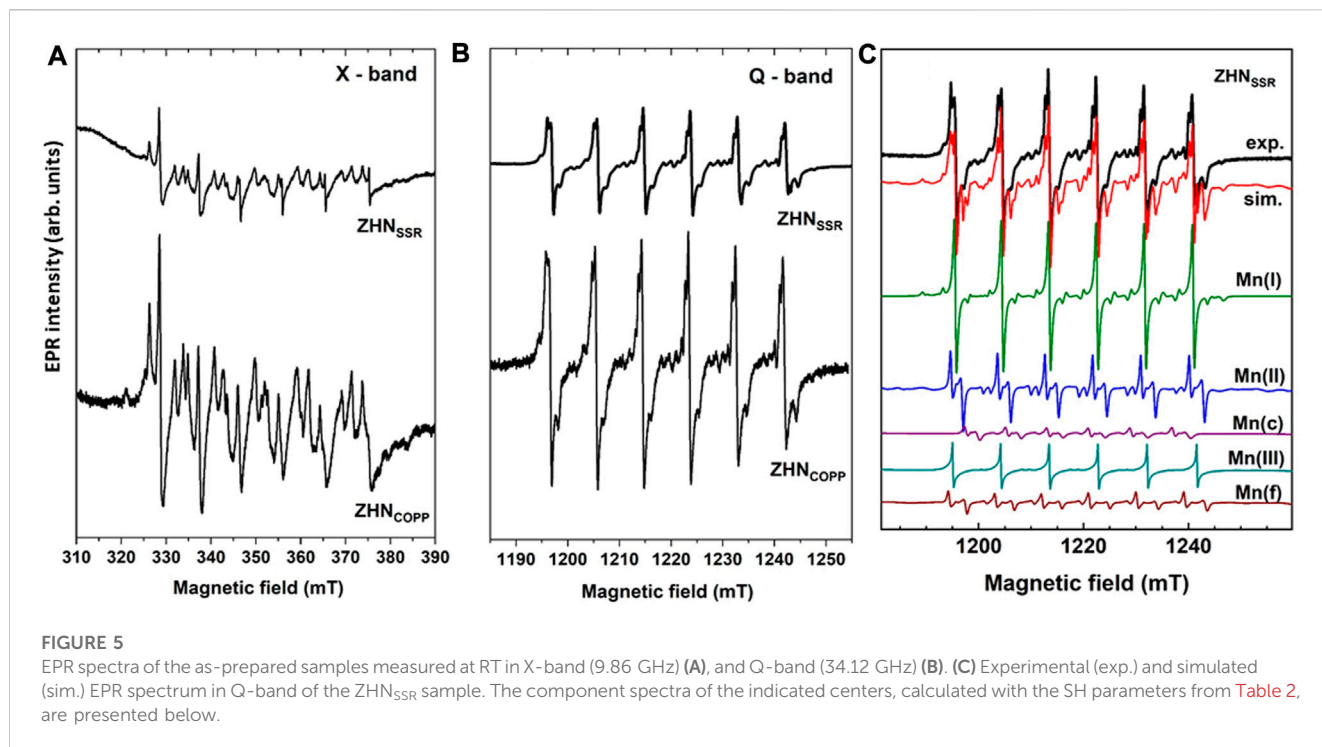 A
X - band
ZHNSSR
ZHNCOPP
EPR intensity (arb. units)
310 320 330 340 350 360 370 380 390
Magnetic field (mT)
B
Q-band
ZHNSSR
ZHNCOPP
1190 1200 1210 1220 1230 1240 1250
Magnetic field (mT)
C
ZHNSSR
exp.
sim.
Mn(I)
Mn(II)
Mn(c)
Mn(III)
Mn(f)
1200 1220 1240
Magnetic field (mT)
FIGURE 5
EPR spectra of the as-prepared samples measured at RT in X-band (9.86 GHz) (A), and Q-band (34.12 GHz) (B). (C) Experimental (exp.) and simulated
(sim.) EPR spectrum in Q-band of the ZHNSSR sample. The component spectra of the indicated centers, calculated with the SH parameters from Table 2,
are presented below.